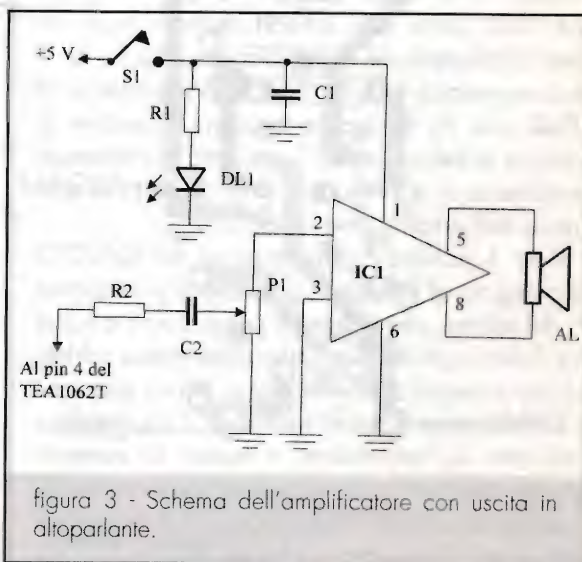 +5 V
S1
R1
C1
DL1
1
2
5
IC1
3
P1
8
R2
6
C2
AL
Al pin 4 del
TEA1062T
figura 3 - Schema dell'amplificatore con uscita in
altoparlante.